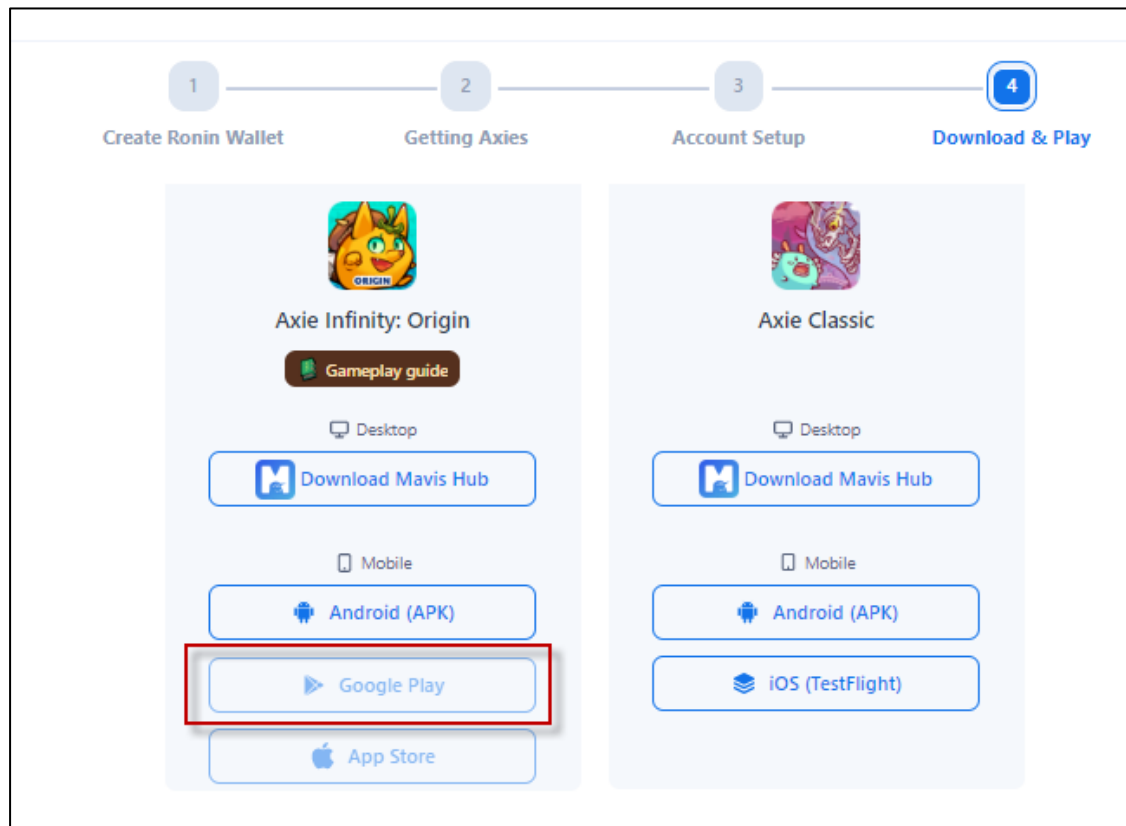 1
2
3
4
Create Ronin Wallet
Getting Axies
Account Setup
Download & Play
ORIGIN
Axie Infinity: Origin
Gameplay guide
Desktop
Download Mavis Hub
Mobile
Android (APK)
Google Play
App Store
Axie Classic
Desktop
Download Mavis Hub
Mobile
Android (APK)
iOS (TestFlight)